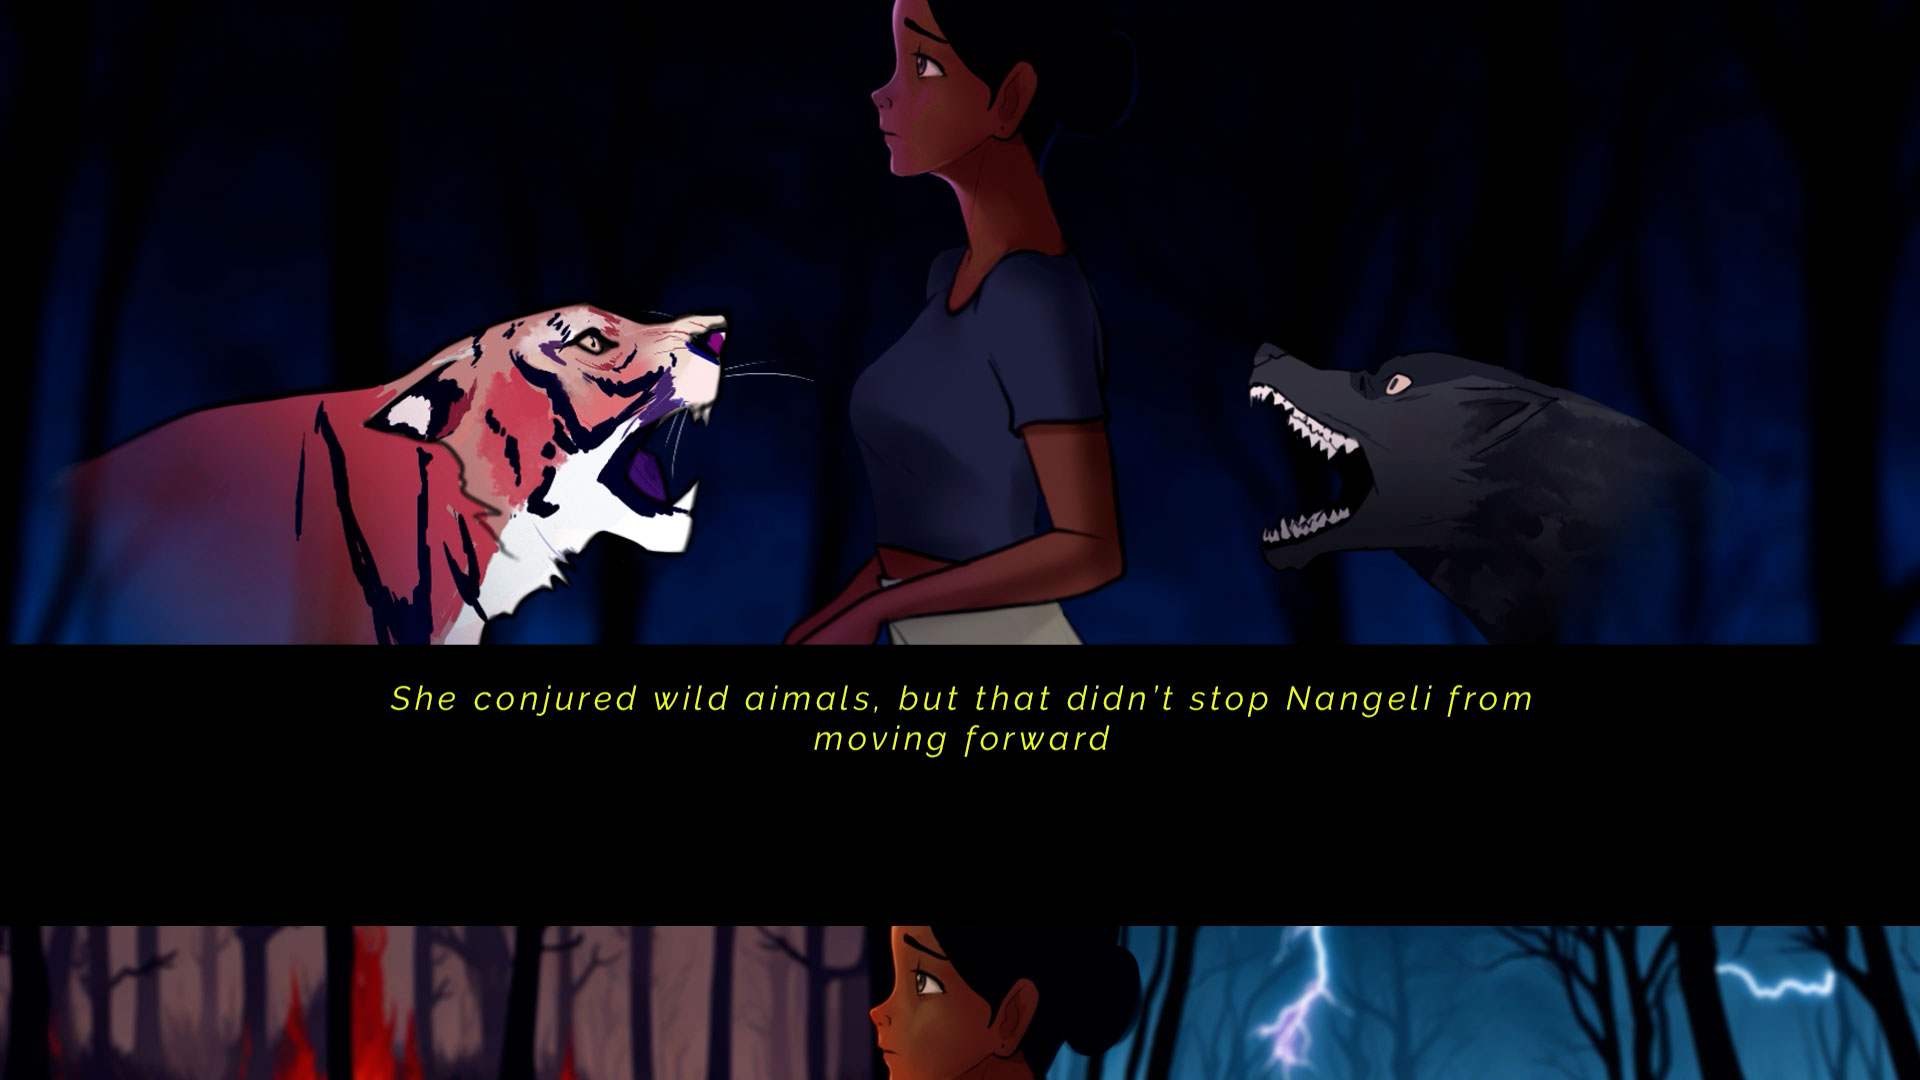 She conjured wild aimals, but that didn't stop Nangeli from
moving forward